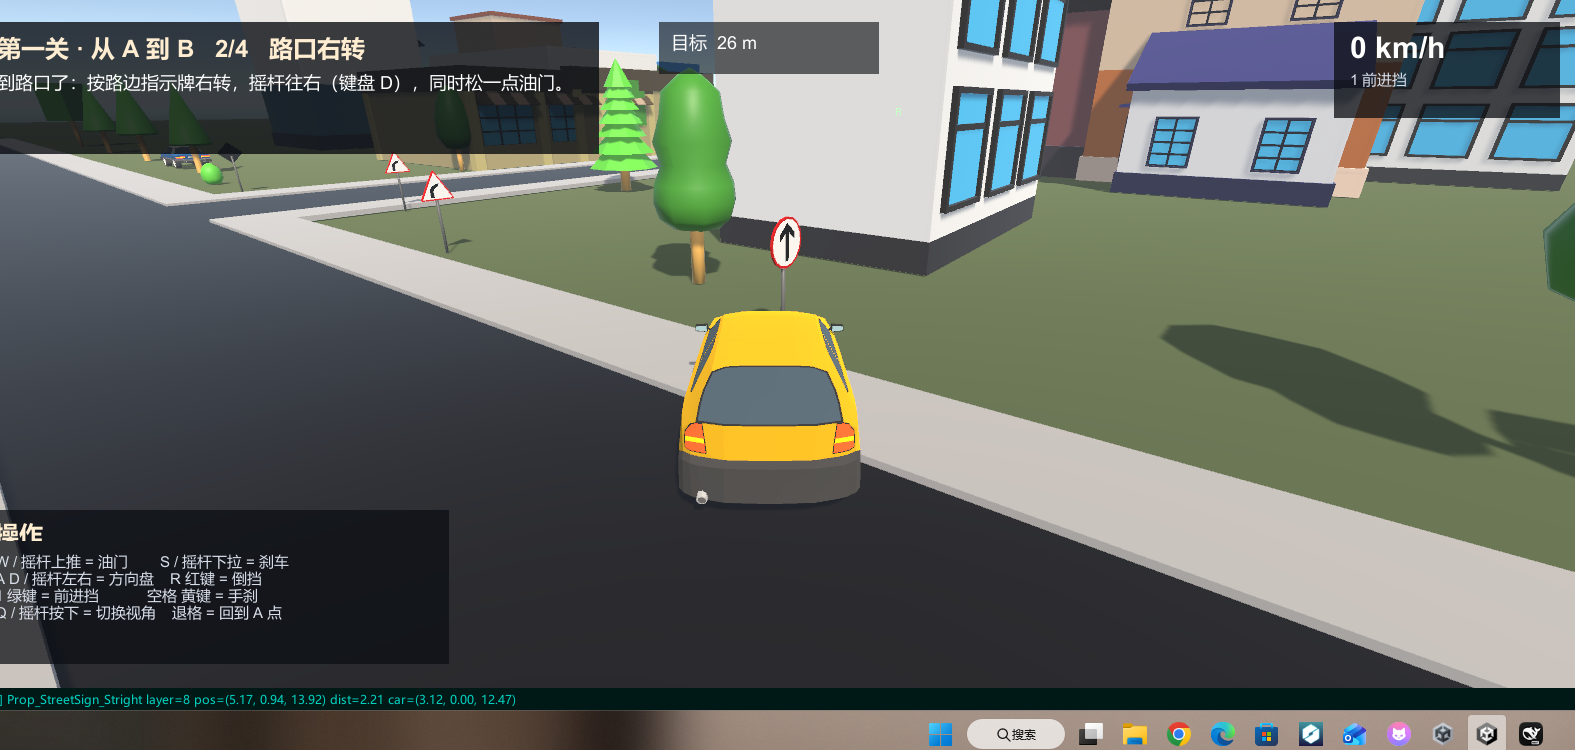 第一关 · 从 A 到 B 2/4 路口右转
到路口了：按路边指示牌右转，摇杆往右（键盘 D），同时松一点油门。
目标 26 m
0 km/h
1 前进挡
B
操作
W / 摇杆上推 = 油门 S / 摇杆下拉 = 刹车
A D / 摇杆左右 = 方向盘 R 红键 = 倒挡
绿键 = 前进挡 空格 黄键 = 手刹
Q / 摇杆按下 = 切换视角 退格 = 回到 A 点
] Prop_StreetSign_Stright layer=8 pos=(5.17, 0.94, 13.92) dist=2.21 car=(3.12, 0.00, 12.47)
搜索